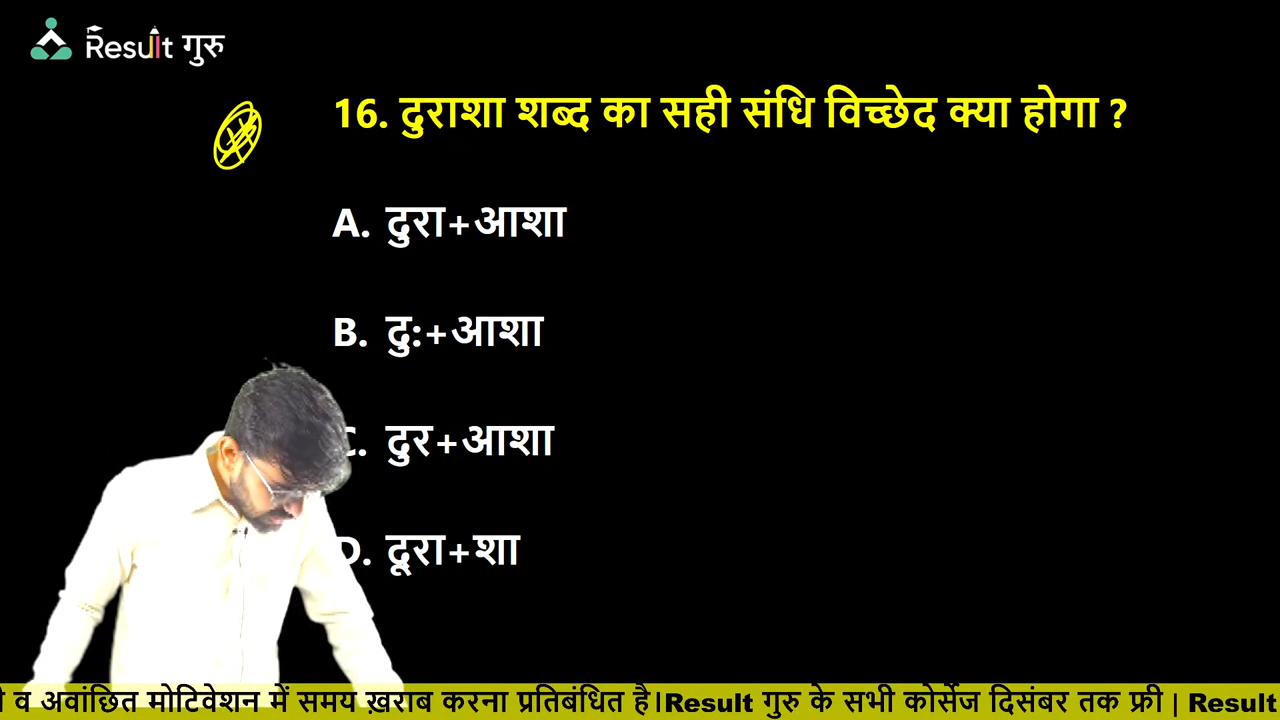 Result गुरु
16. दुराशा शब्द का सही संधि विच्छेद क्या होगा ?
A. दुरा+आशा
B. दु:+आशा
C. दुर+आशा
D. दूरा+शा
व अवांछित मोटिवेशन में समय ख़राब करना प्रतिबंधित है।Result गुरु के सभी कोर्सेज दिसंबर तक फ्री | Result